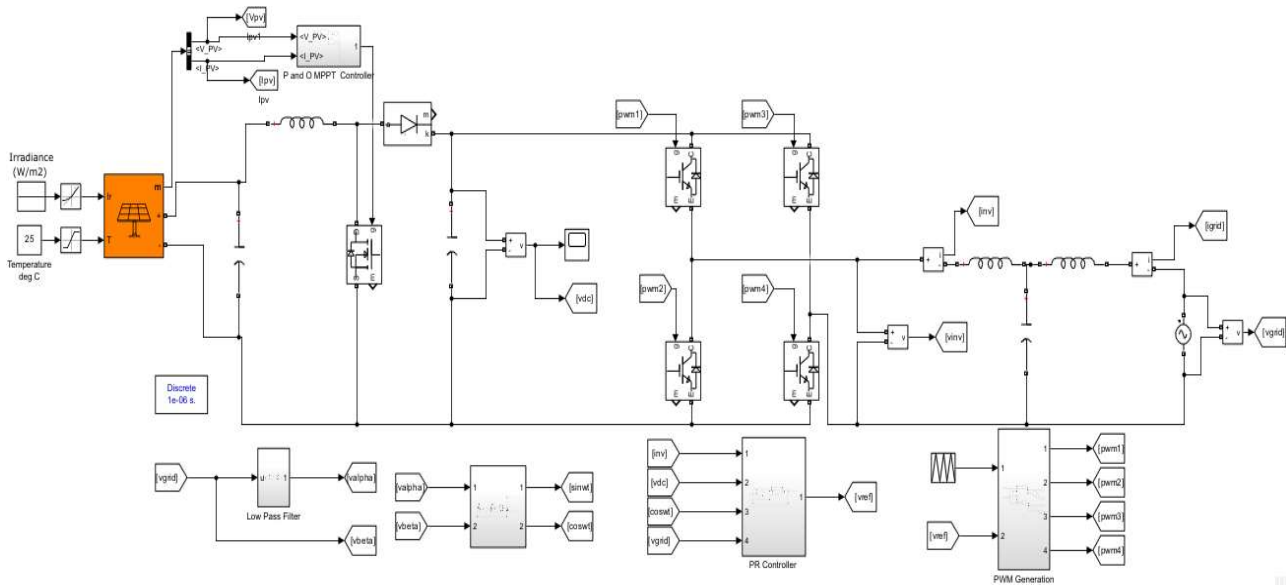 [Vpv]
Ipv1
<V_PV>
<I_PV>
<V_PV>
<I_PV>
1
P and O MPPT Controller
[Ipv]
Ipv
Irradiance
(W/m2)
Ir
T
m
+
-
25
Temperature
deg C
a
m
k
g
D
S
m
+
-
v
[vdc]
[pwm1]
g
C
m
E
[pwm3]
g
C
m
E
[pwm2]
g
C
m
E
[pwm4]
g
C
m
E
[inv]
+
-
i
+
-
v
[vinv]
[igrid]
+
-
i
+
-
v
[vgrid]
Discrete
1e-06 s.
[vgrid]
u
1
Low Pass Filter
[valpha]
[vbeta]
[valpha]
[vbeta]
1
2
1
2
[sinwt]
[coswt]
[inv]
[vdc]
[coswt]
[vgrid]
1
2
3
4
1
PR Controller
[vref]
[vref]
1
2
1
2
3
4
PWM Generation
[pwm1]
[pwm2]
[pwm3]
[pwm4]